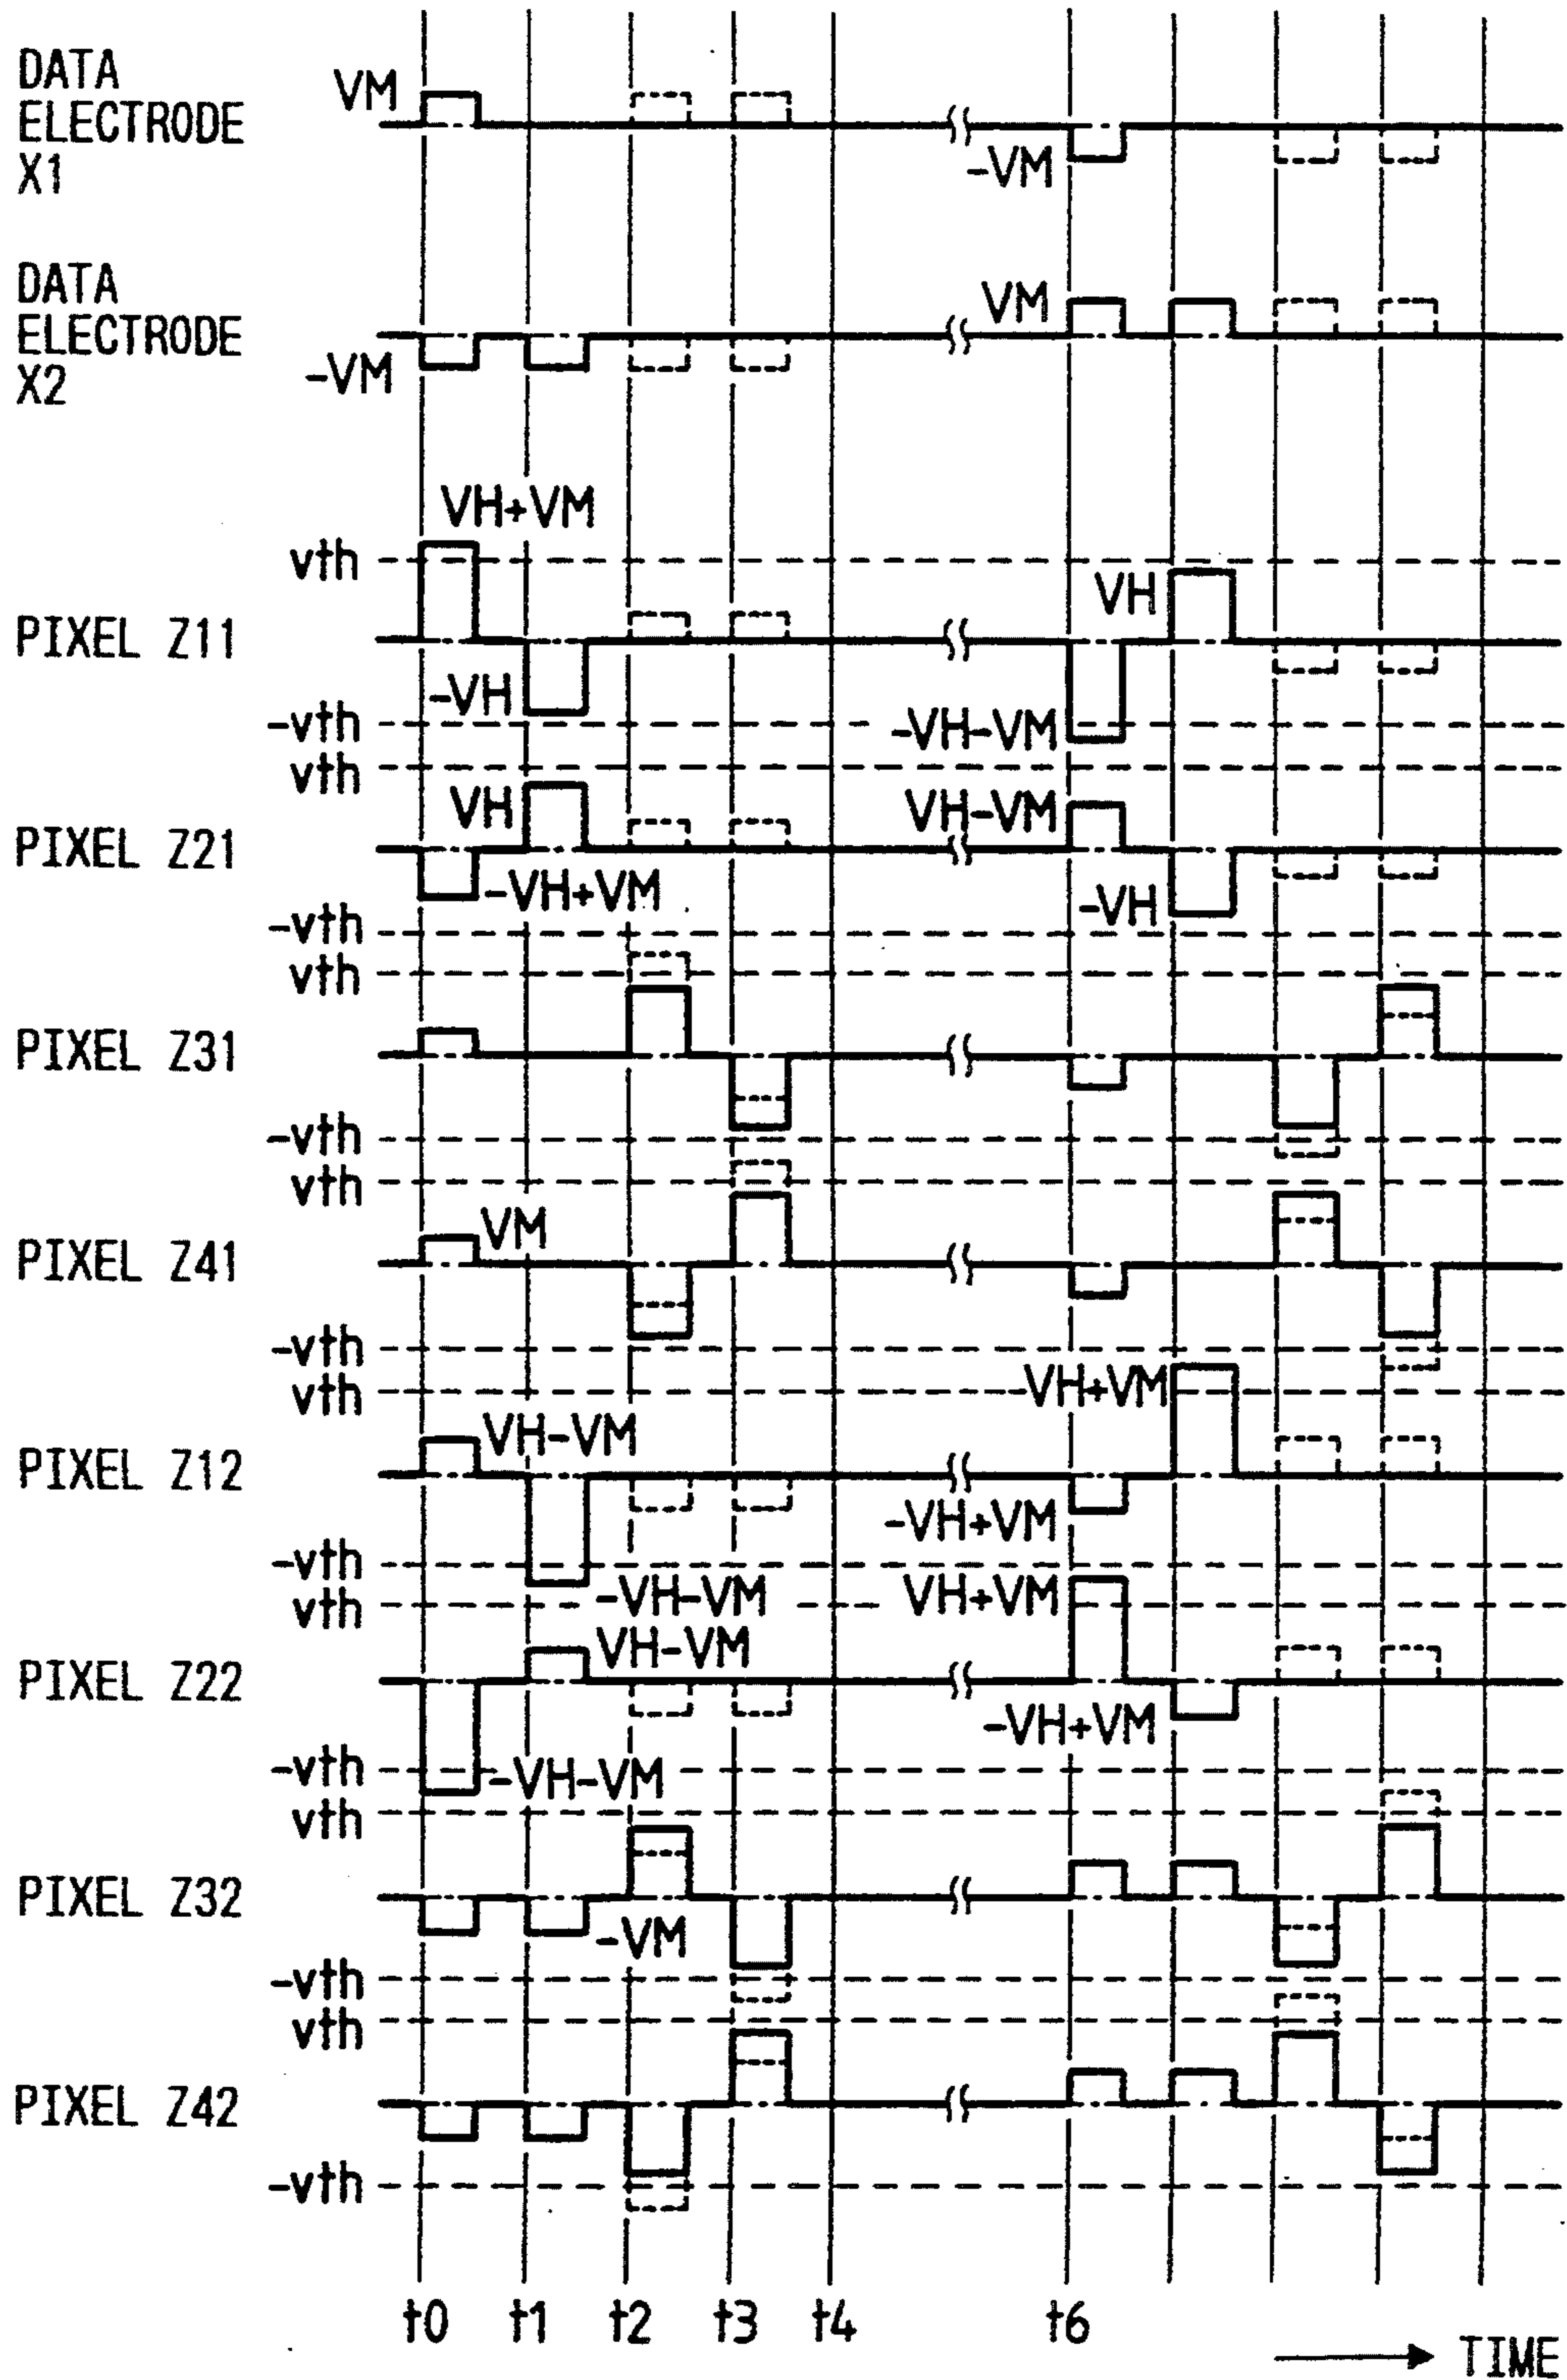 DATA
ELECTRODE
X1
VM
-VM
DATA
ELECTRODE
X2
-VM
VM
VH+VM
vth
PIXEL Z11
VH
-VH
-vth
-VH-VM
vth
VH
VH-VM
PIXEL Z21
-VH+VM
-VH
-vth
vth
PIXEL Z31
-vth
vth
VM
PIXEL Z41
-vth
vth
VH+VM
VH-VM
PIXEL Z12
-VH+VM
-vth
-VH-VM
vth
VH+VM
VH-VM
PIXEL Z22
-VH+VM
-vth
-VH-VM
vth
PIXEL Z32
-VM
-vth
vth
PIXEL Z42
-vth
t0 t1 t2 t3 t4 t6
TIME